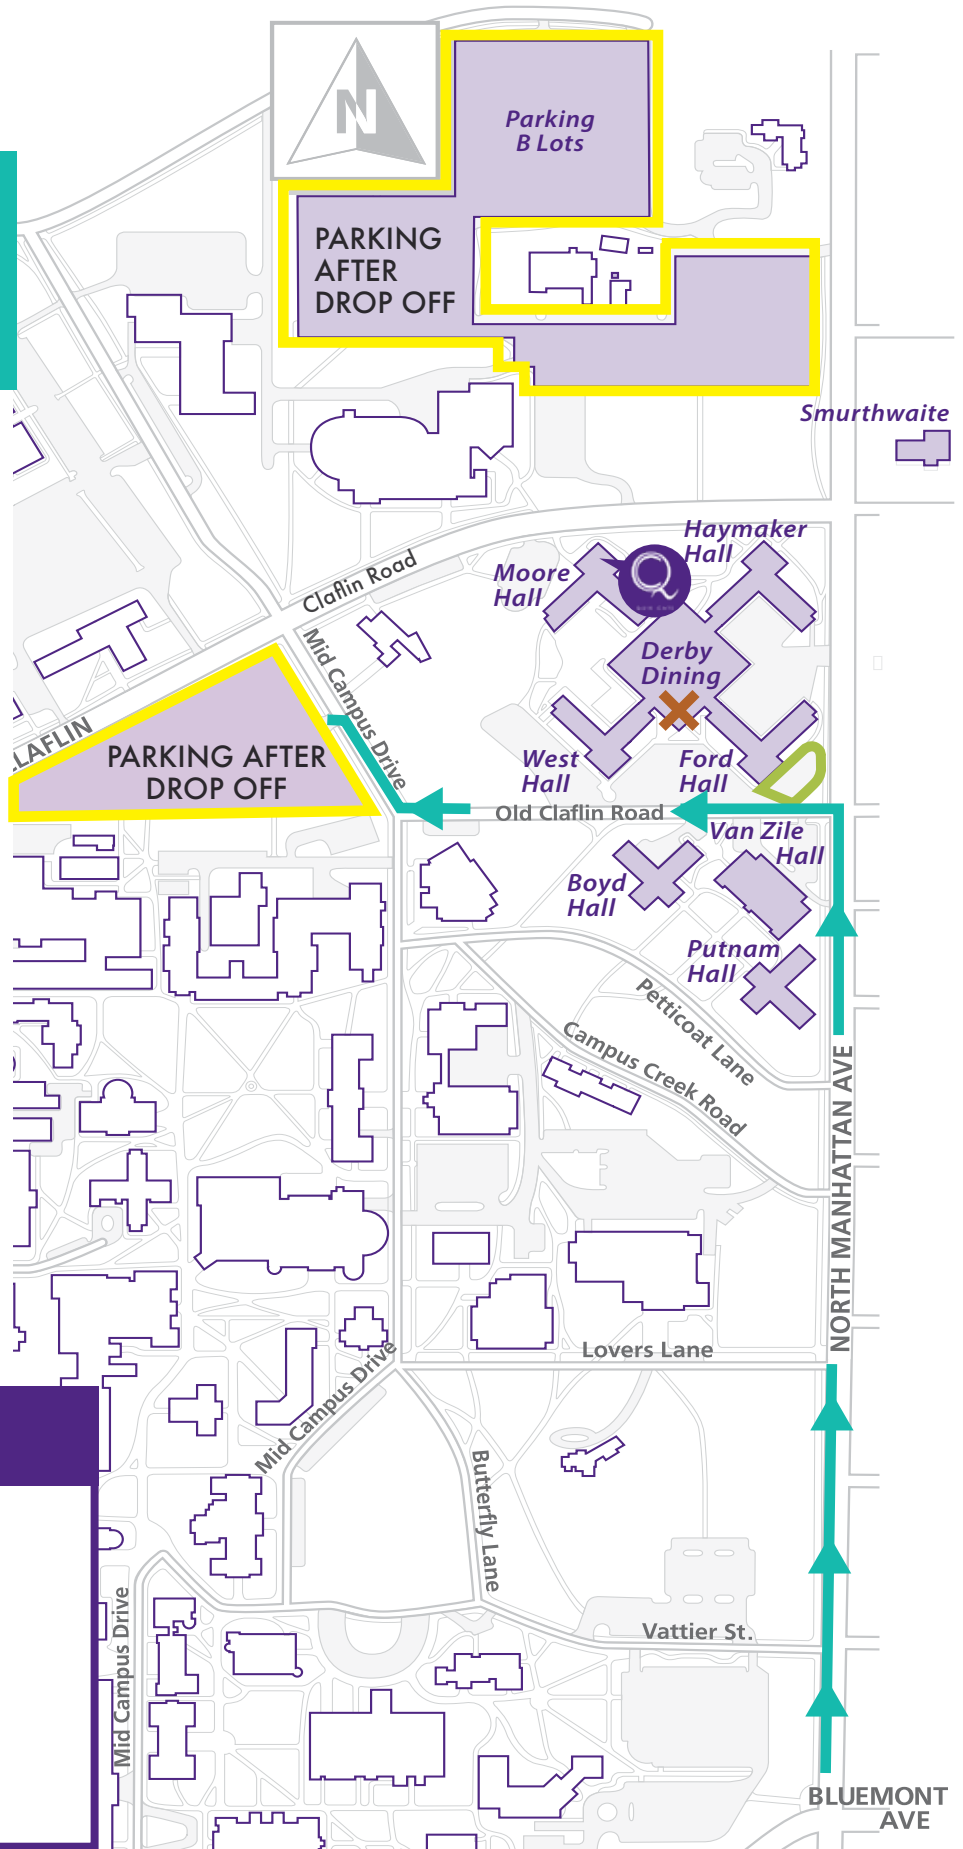 N
Parking
B Lots
PARKING
AFTER
DROP OFF
Smurthwaite
Haymaker
Hall
Moore
Hall
Q
Claflin Road
Derby
Dining
Mid Campus Drive
CLAFLIN
PARKING AFTER
DROP OFF
West
Hall
Ford
Hall
Old Claflin Road
Van Zile
Hall
Boyd
Hall
Putnam
Hall
Petticoat Lane
Campus Creek Road
NORTH MANHATTAN AVE
Lovers Lane
Mid Campus Drive
Butterfly Lane
Mid Campus Drive
Vattier St.
BLUEMONT
AVE